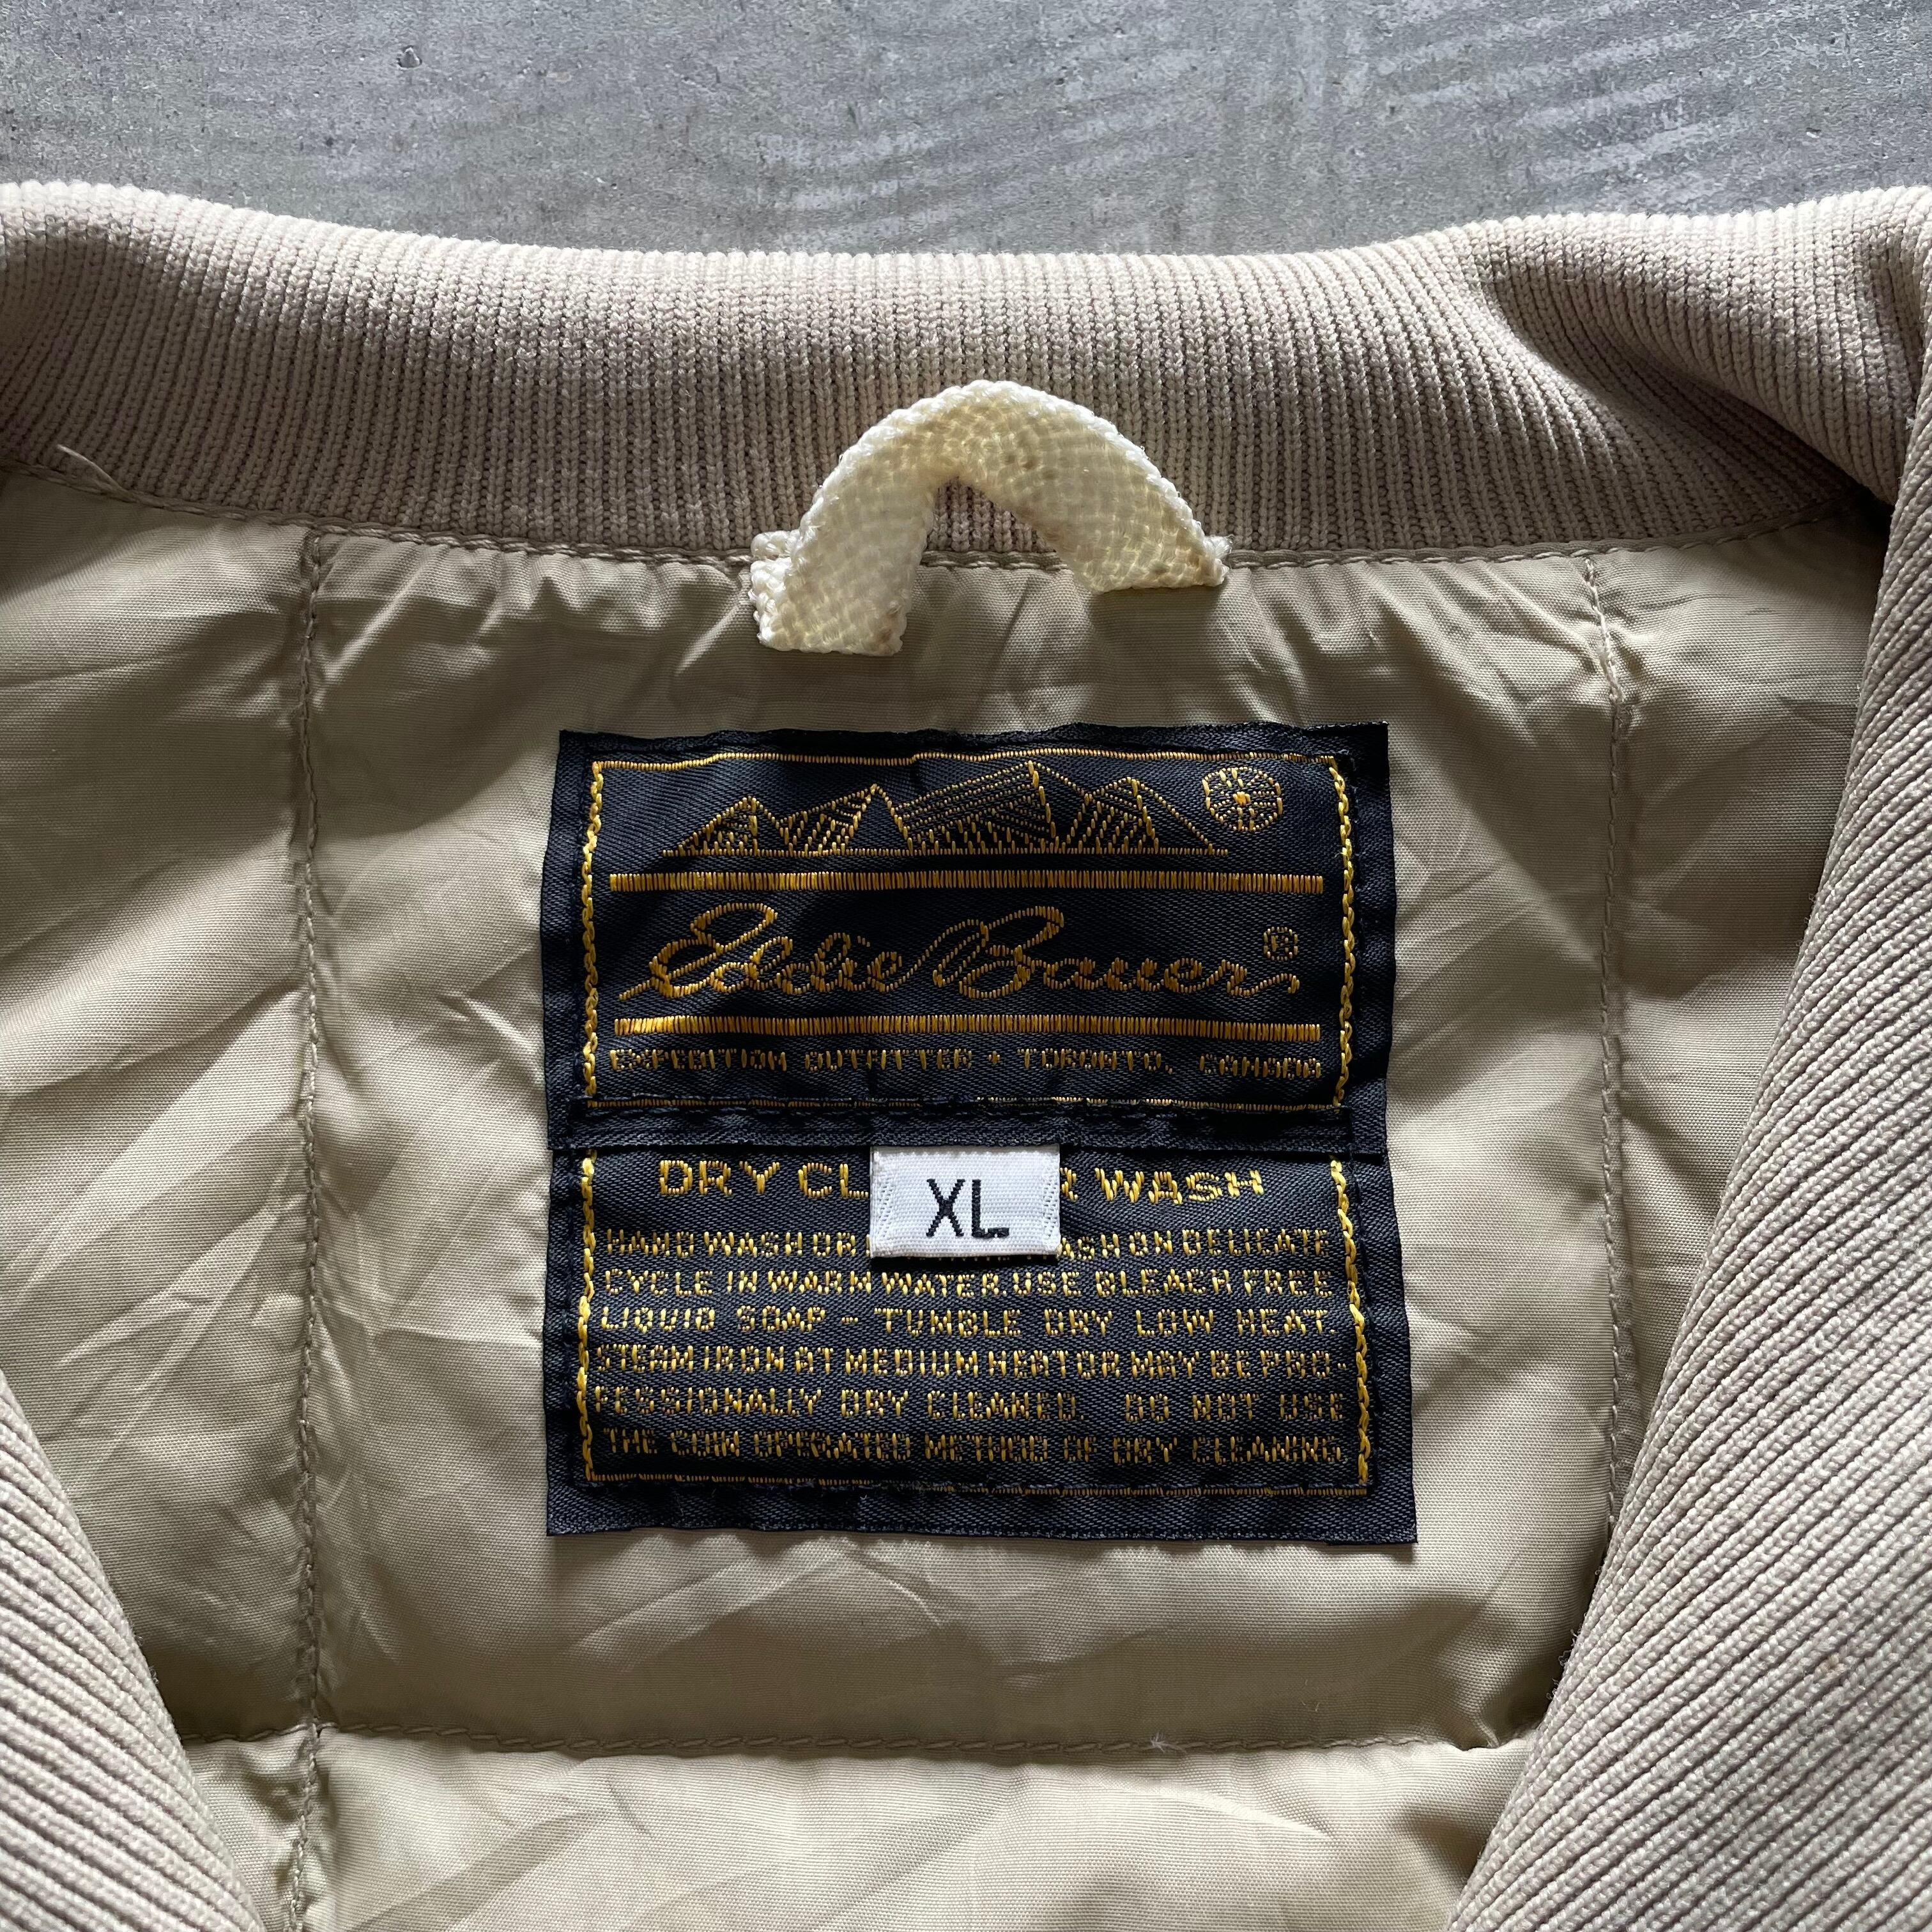 Eddie Bauer®
EXPEDITION OUTFITTER • TORONTO, CANADA
DRY CL R WASH
XL
HAND WASH OR ASH ON DELICATE
CYCLE IN WARM WATER. USE BLEACH FREE
LIQUID SOAP - TUMBLE DRY LOW HEAT.
STEAM IRON AT MEDIUM HEAT OR MAY BE PRO-
FESSIONALLY DRY CLEANED. DO NOT USE
THE COIN OPERATED METHOD OF DRY CLEANING